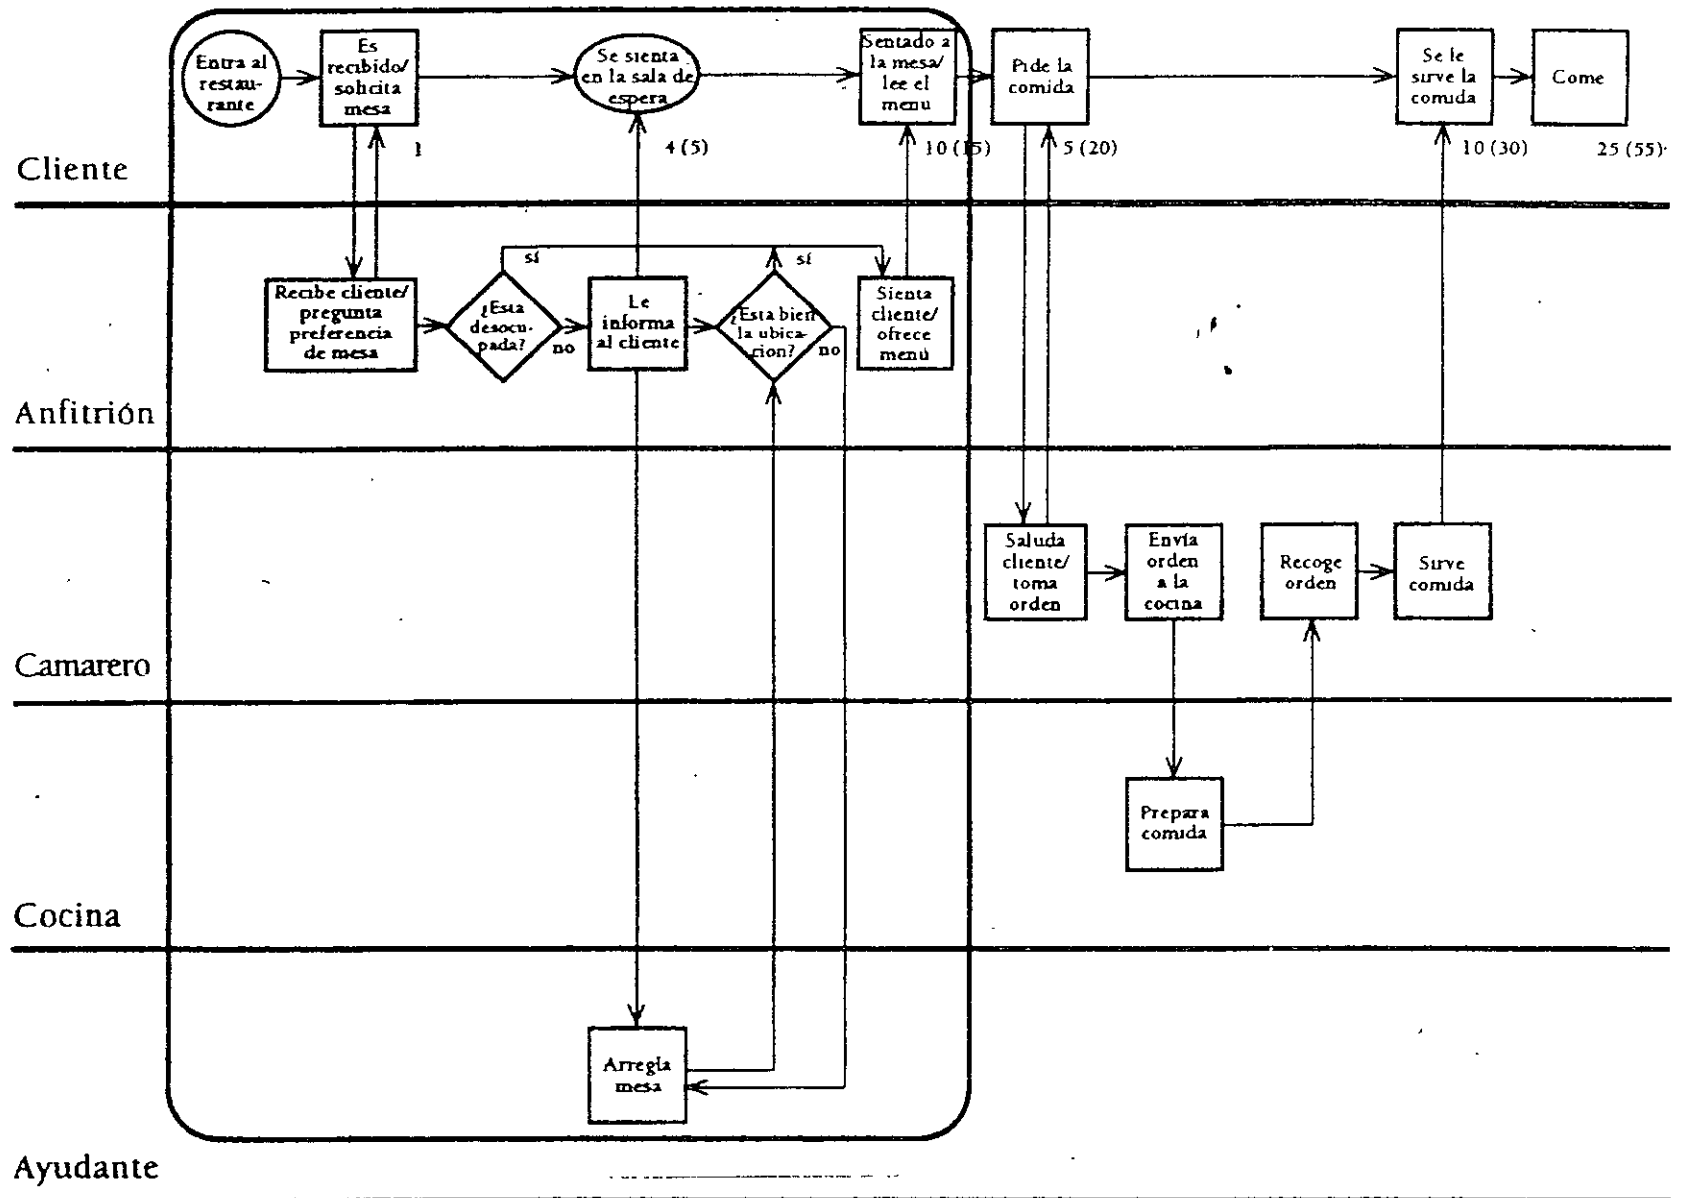 Entra al
restau-
rante
Es
recibido/
solicita
mesa
Se sienta
en la sala de
espera
Sentado a
la mesa/
lee el
menú
Pide la
comida
Se le
sirve la
comida
Come
1
4 (5)
10 (15)
5 (20)
10 (30)
25 (55)
Cliente
sí
sí
Recibe cliente/
pregunta
preferencia
de mesa
¿Esta
desocu-
pada?
no
Le
informa
al cliente
¿Esta bien
la ubica-
cion?
no
Sienta
cliente/
ofrece
menú
Anfitrión
Saluda
cliente/
toma
orden
Envía
orden
a la
cocina
Recoge
orden
Sirve
comida
Camarero
Prepara
comida
Cocina
Arregla
mesa
Ayudante